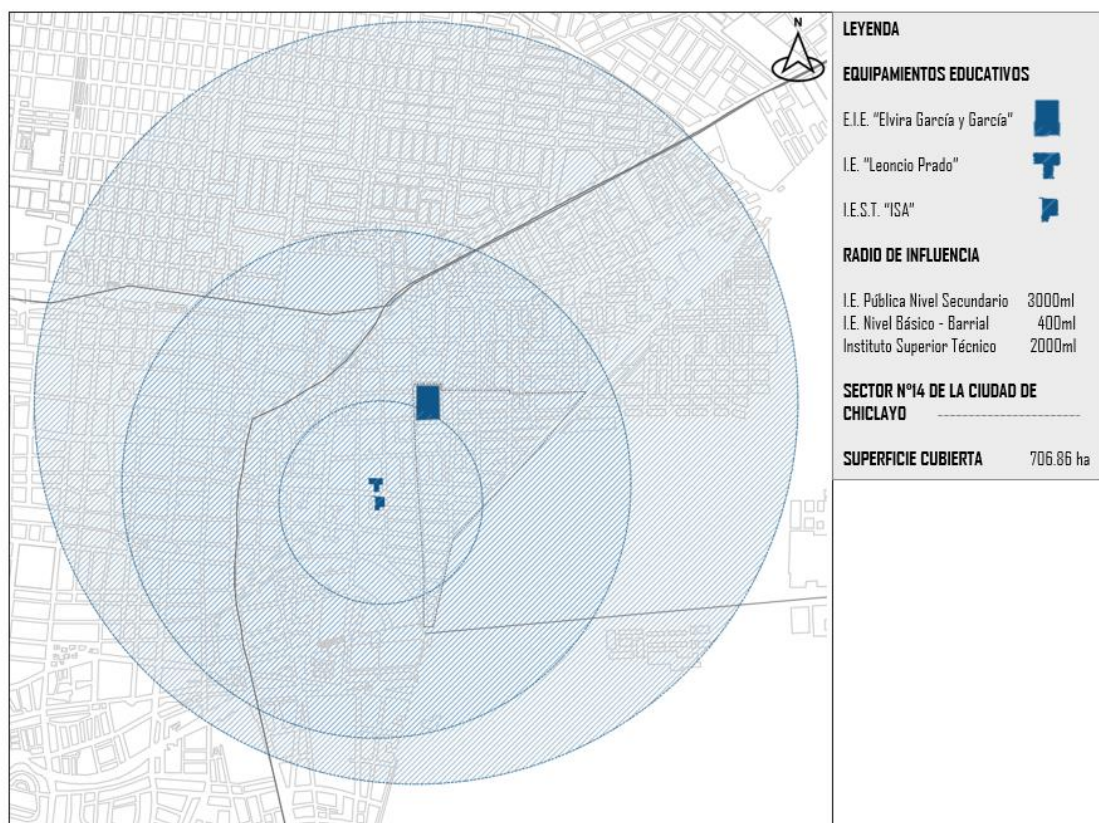 N
LEYENDA
EQUIPAMIENTOS EDUCATIVOS
E.I.E. "Elvira García y García"
I.E. "Leoncio Prado"
I.E.S.T. "ISA"
RADIO DE INFLUENCIA
I.E. Pública Nivel Secundario 3000ml
I.E. Nivel Básico - Barrial 400ml
Instituto Superior Técnico 2000ml
SECTOR N°14 DE LA CIUDAD DE
CHICLAYO
SUPERFICIE CUBIERTA 706.86 ha